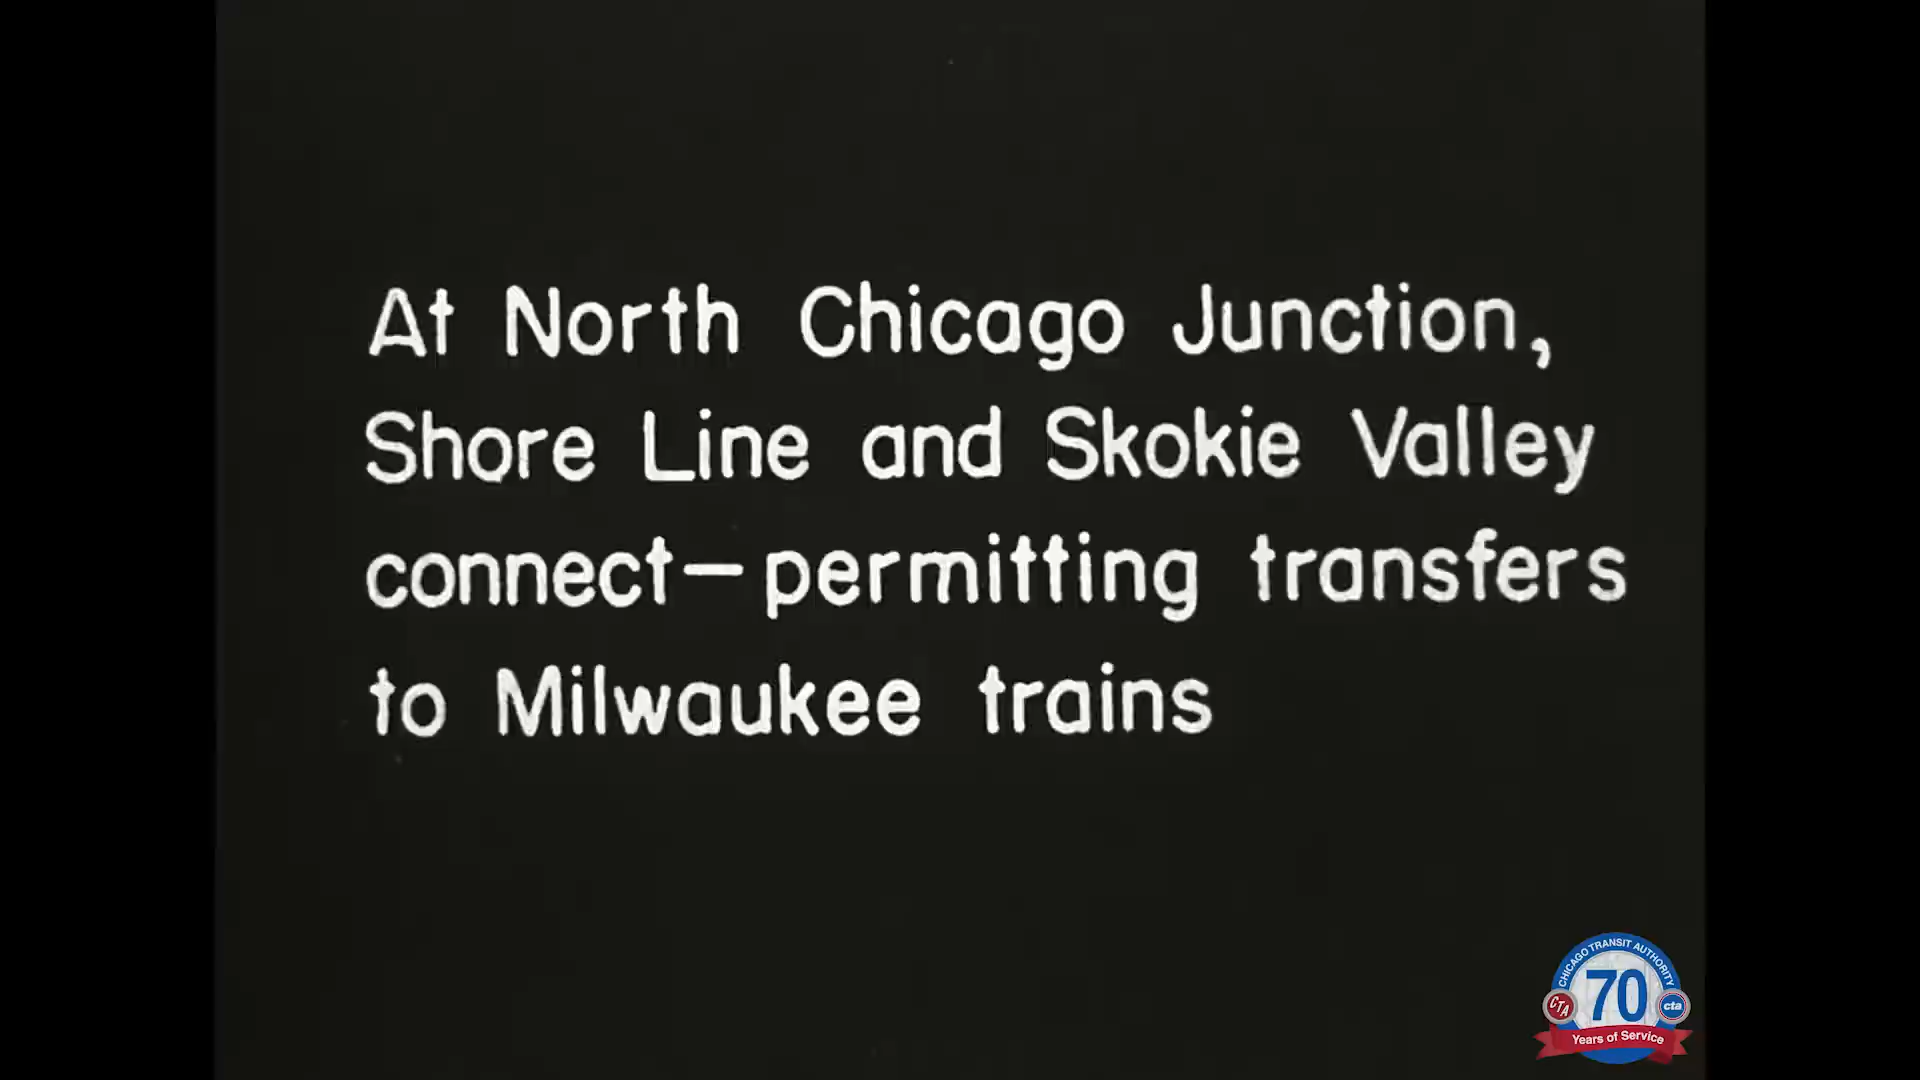 At North Chicago Junction,
Shore Line and Skokie Valley
connect—permitting transfers
to Milwaukee trains
CHICAGO TRANSIT AUTHORITY
CTA
70
cta
Years of Service